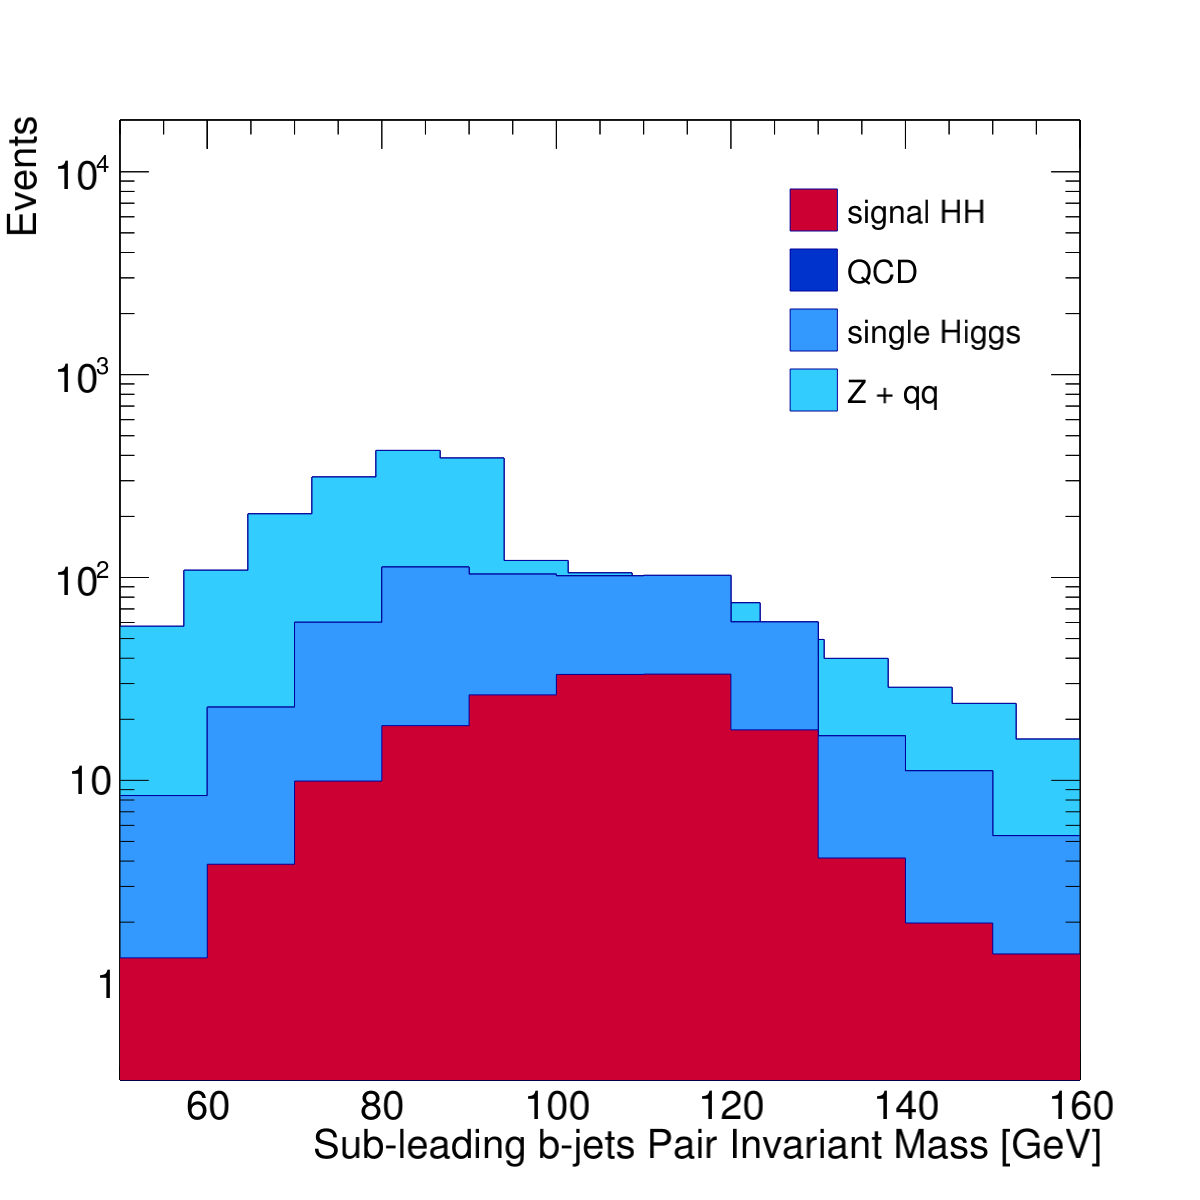 Events
10^4
10^3
10^2
10
1
signal HH
QCD
single Higgs
Z + qq
60 80 100 120 140 160
Sub-leading b-jets Pair Invariant Mass [GeV]